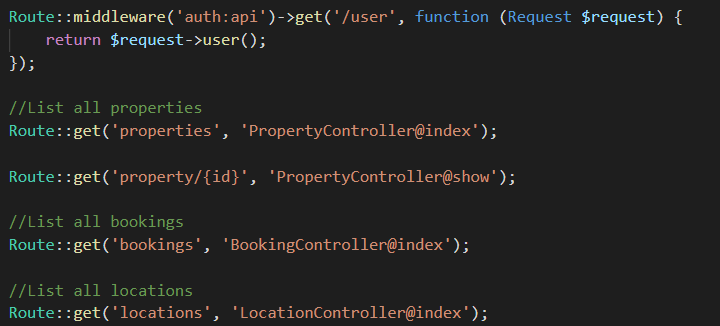 Route::middleware('auth:api')->get('/user', function (Request $request) {
    return $request->user();
});
//List all properties
Route::get('properties', 'PropertyController@index');
Route::get('property/{id}', 'PropertyController@show');
//List all bookings
Route::get('bookings', 'BookingController@index');
//List all locations
Route::get('locations', 'LocationController@index');